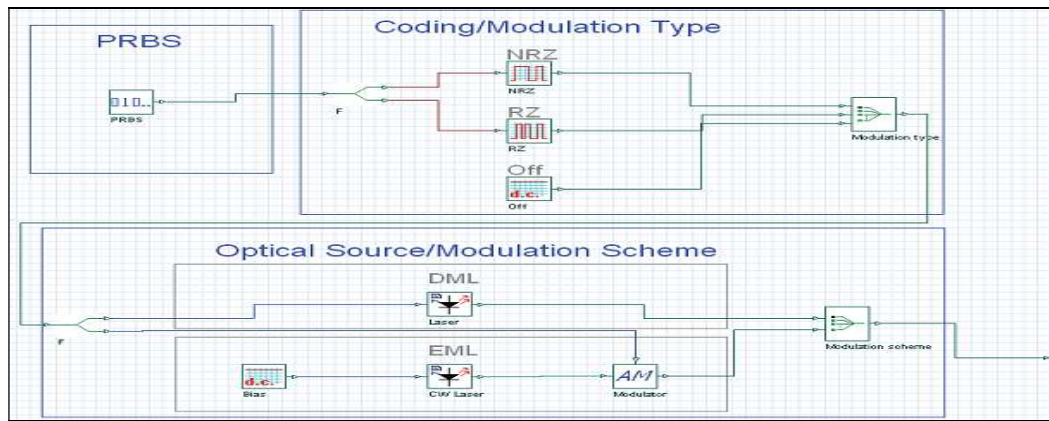 PRBS
Coding/Modulation Type
NRZ
NRZ
010..
PRBS
F
RZ
RZ
Modulation type
Off
d.c.
Off
Optical Source/Modulation Scheme
DML
Laser
F
Modulation scheme
EML
d.c.
Bias
CW Laser
AM
Modulator